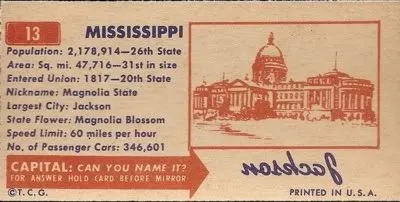 13
MISSISSIPPI
Population: 2,178,914—26th State
Area: Sq. mi. 47,716—31st in size
Entered Union: 1817—20th State
Nickname: Magnolia State
Largest City: Jackson
State Flower: Magnolia Blossom
Speed Limit: 60 miles per hour
No. of Passenger Cars: 346,601
CAPITAL: CAN YOU NAME IT?
FOR ANSWER HOLD CARD BEFORE MIRROR
Jackson
©T.C.G.
PRINTED IN U.S.A.